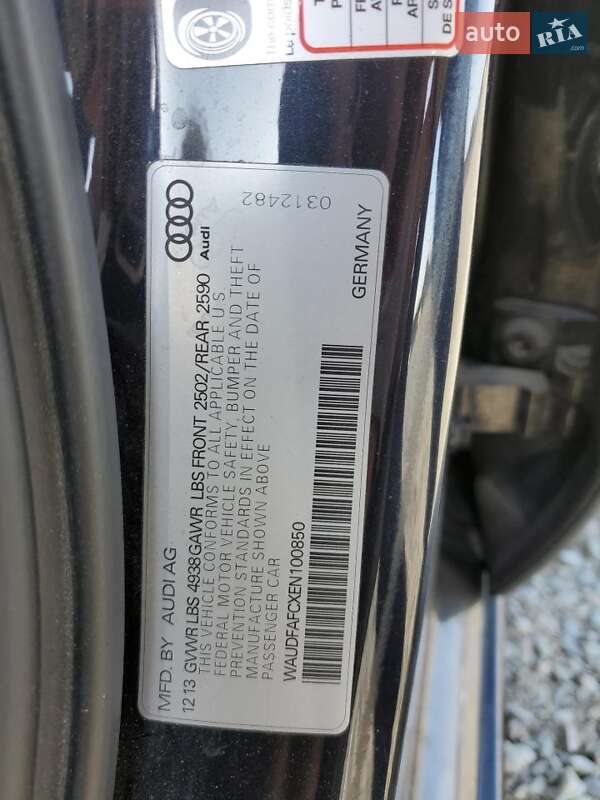 auto RIA.com
Audi
0312482
MFD. BY AUDI AG
12 13 GVWR LBS 4938 GAWR LBS FRONT 2502/REAR 2590
THIS VEHICLE CONFORMS TO ALL APPLICABLE U.S.
FEDERAL MOTOR VEHICLE SAFETY, BUMPER AND THEFT
PREVENTION STANDARDS IN EFFECT ON THE DATE OF
MANUFACTURE SHOWN ABOVE
PASSENGER CAR
GERMANY
WAUDFAFCXEN100850